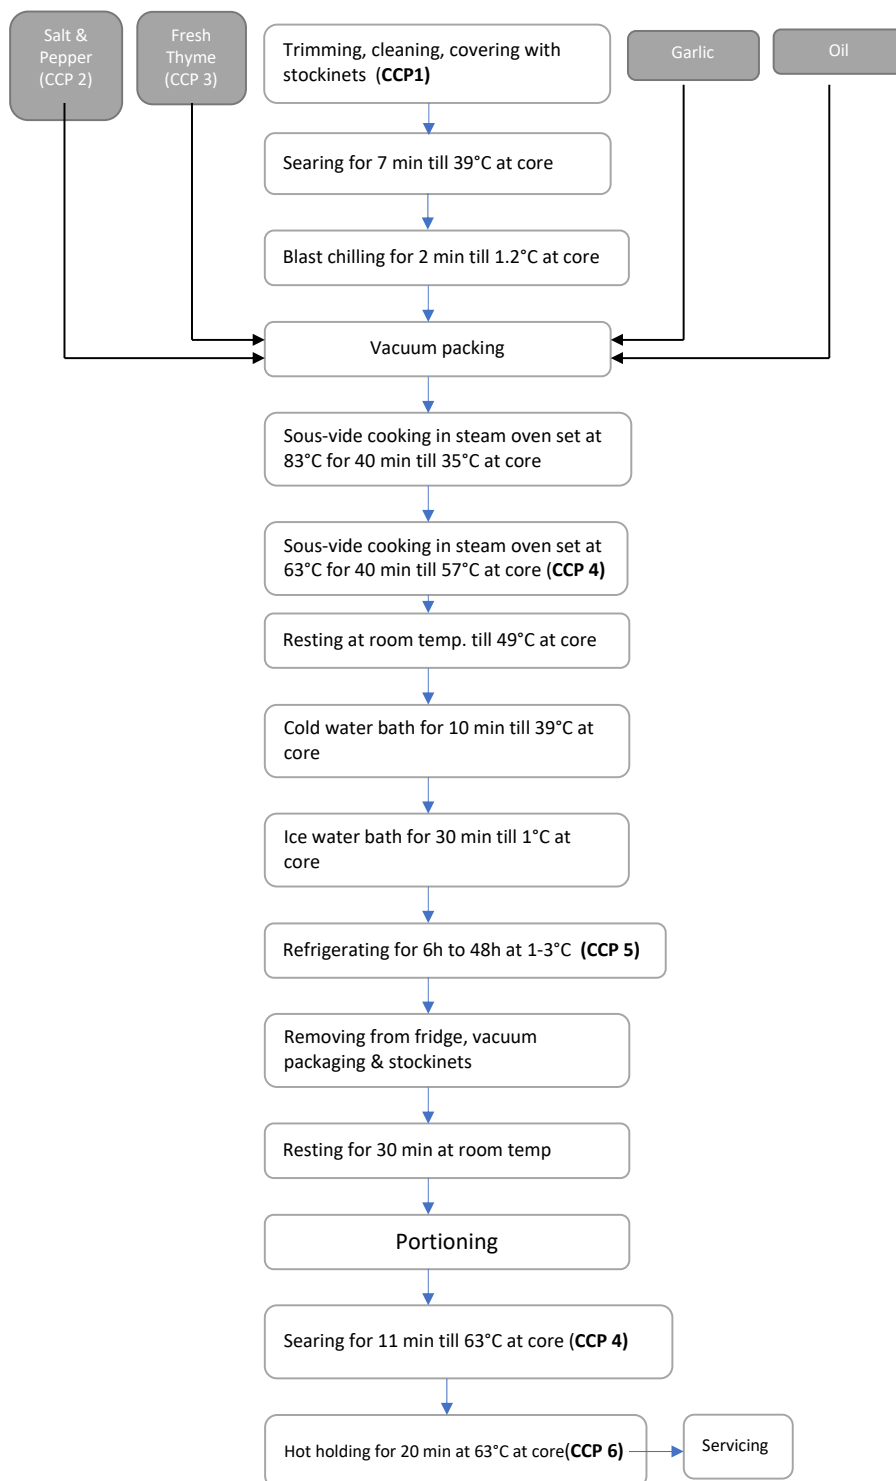 Salt &
Pepper
(CCP 2)
Fresh
Thyme
(CCP 3)
Trimming, cleaning, covering with
stockinets (CCP1)
Garlic
Oil
Searing for 7 min till 39°C at core
Blast chilling for 2 min till 1.2°C at core
Vacuum packing
Sous-vide cooking in steam oven set at
83°C for 40 min till 35°C at core
Sous-vide cooking in steam oven set at
63°C for 40 min till 57°C at core (CCP 4)
Resting at room temp. till 49°C at core
Cold water bath for 10 min till 39°C at
core
Ice water bath for 30 min till 1°C at
core
Refrigerating for 6h to 48h at 1-3°C (CCP 5)
Removing from fridge, vacuum
packaging & stockinets
Resting for 30 min at room temp
Portioning
Searing for 11 min till 63°C at core (CCP 4)
Hot holding for 20 min at 63°C at core(CCP 6)
Servicing